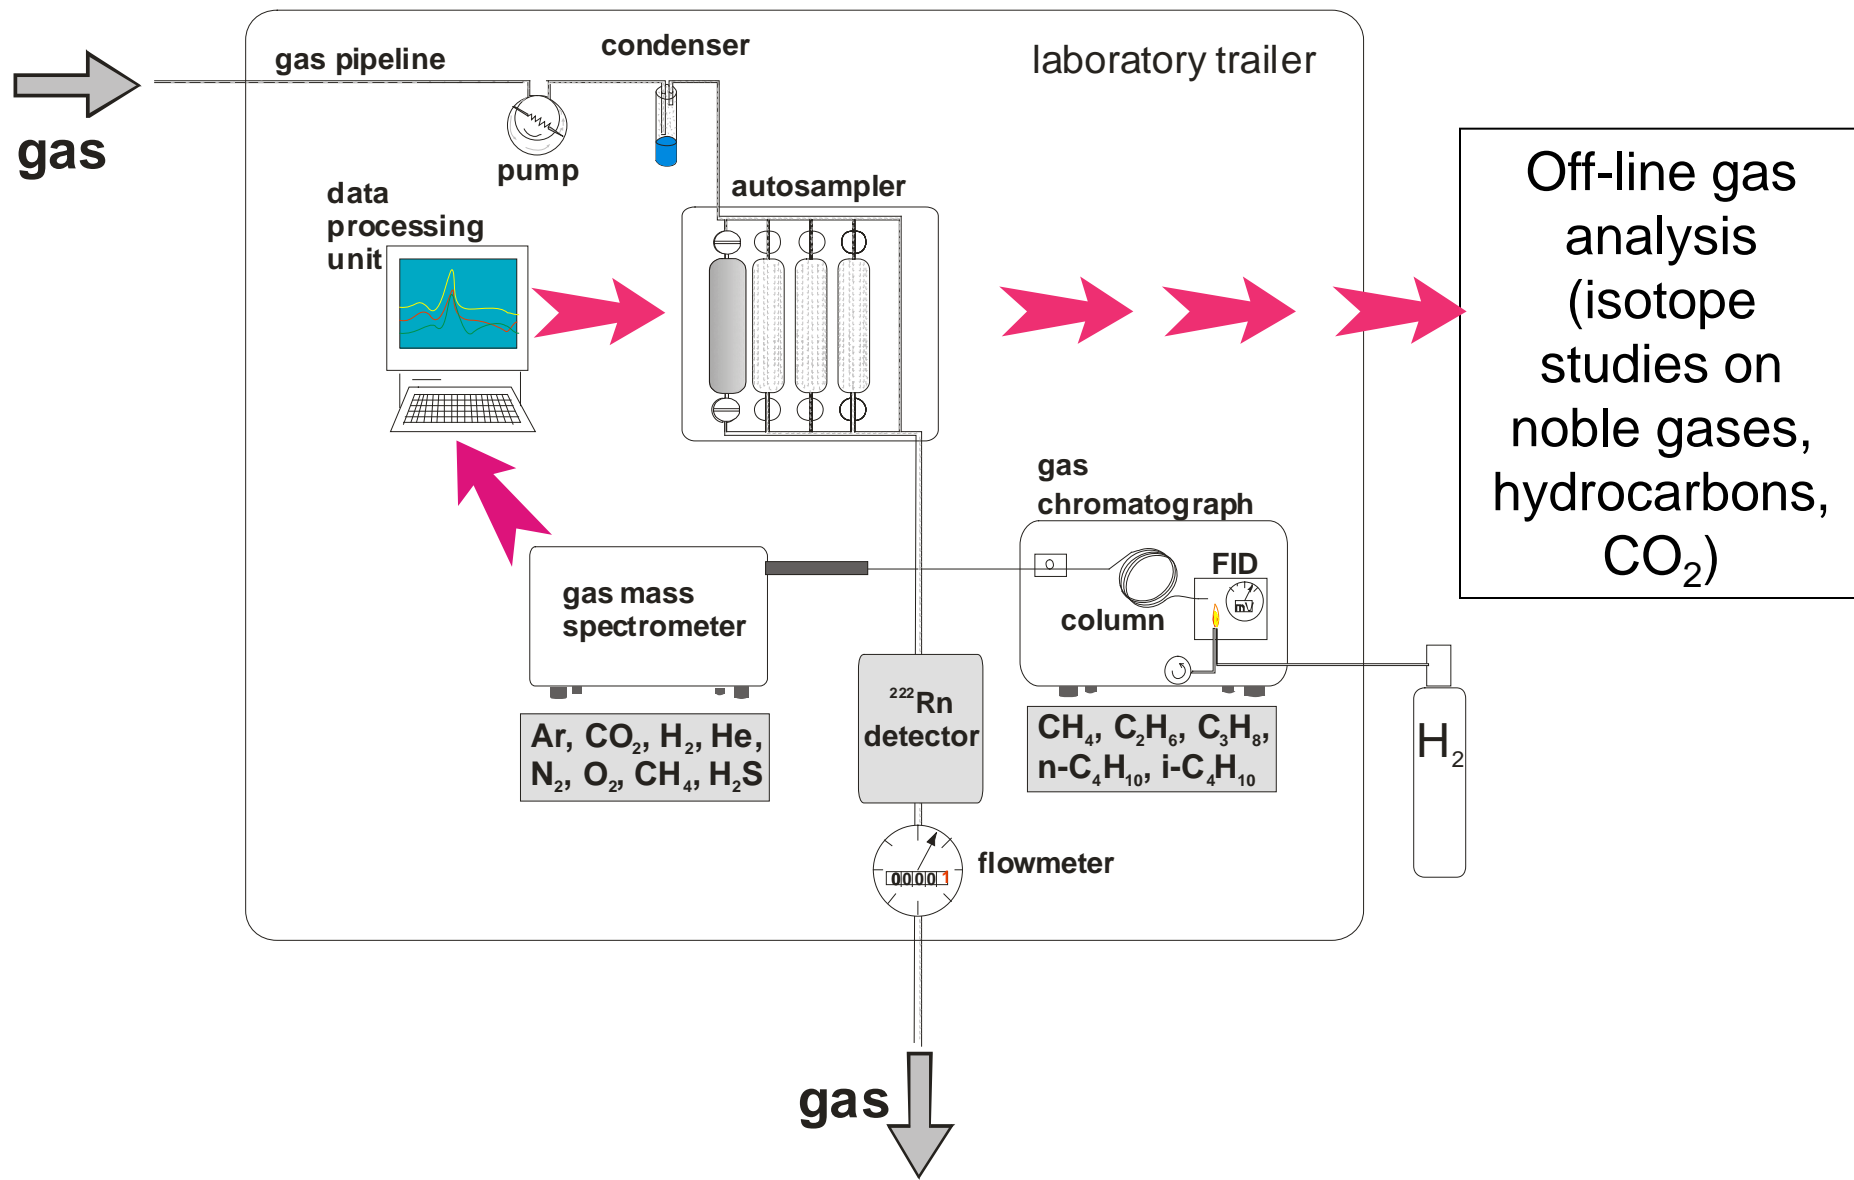 gas pipeline
condenser
laboratory trailer
gas
pump
data
processing
unit
autosampler
Off-line gas
analysis
(isotope
studies on
noble gases,
hydrocarbons,
CO₂)
gas
chromatograph
FID
mV
column
gas mass
spectrometer
²²²Rn
detector
Ar, CO₂, H₂, He,
N₂, O₂, CH₄, H₂S
CH₄, C₂H₆, C₃H₈,
n-C₄H₁₀, i-C₄H₁₀
H₂
flowmeter
00001
gas